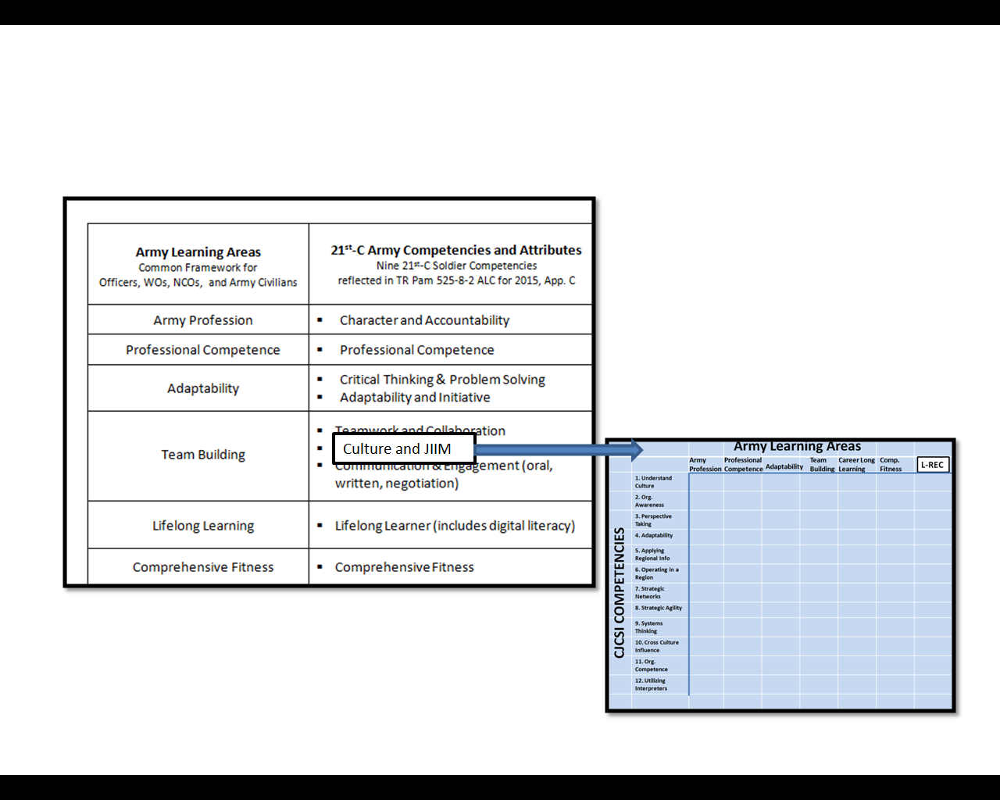 Army Learning Areas
Common Framework for
Officers, WOs, NCOs, and Army Civilians
21st-C Army Competencies and Attributes
Nine 21st-C Soldier Competencies
reflected in TR Pam 525-8-2 ALC for 2015, App. C
Army Profession
▪ Character and Accountability
Professional Competence
▪ Professional Competence
Adaptability
▪ Critical Thinking & Problem Solving
▪ Adaptability and Initiative
Team Building
▪ Teamwork and Collaboration
▪ Culture and JIIM
Communication & Engagement (oral,
written, negotiation)
Lifelong Learning
▪ Lifelong Learner (includes digital literacy)
Comprehensive Fitness
▪ Comprehensive Fitness
Army Learning Areas
Army
Profession
Professional
Competence
Adaptability
Team
Building
Career Long
Learning
Comp.
Fitness
L-REC
CJCSI COMPETENCIES
1. Understand
Culture
2. Org.
Awareness
3. Perspective
Taking
4. Adaptability
5. Applying
Regional Info
6. Operating in a
Region
7. Strategic
Networks
8. Strategic Agility
9. Systems
Thinking
10. Cross Culture
Influence
11. Org.
Competence
12. Utilizing
Interpreters